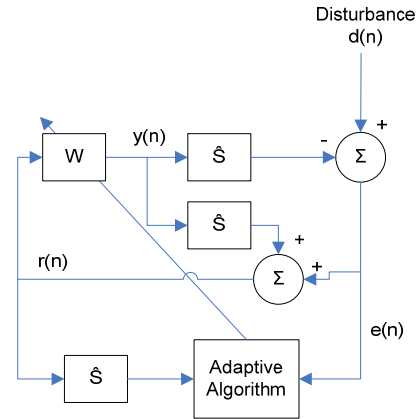 Disturbance
d(n)
+
y(n)
-
W
Ŝ
Σ
Ŝ
+
r(n)
+
Σ
e(n)
Ŝ
Adaptive
Algorithm